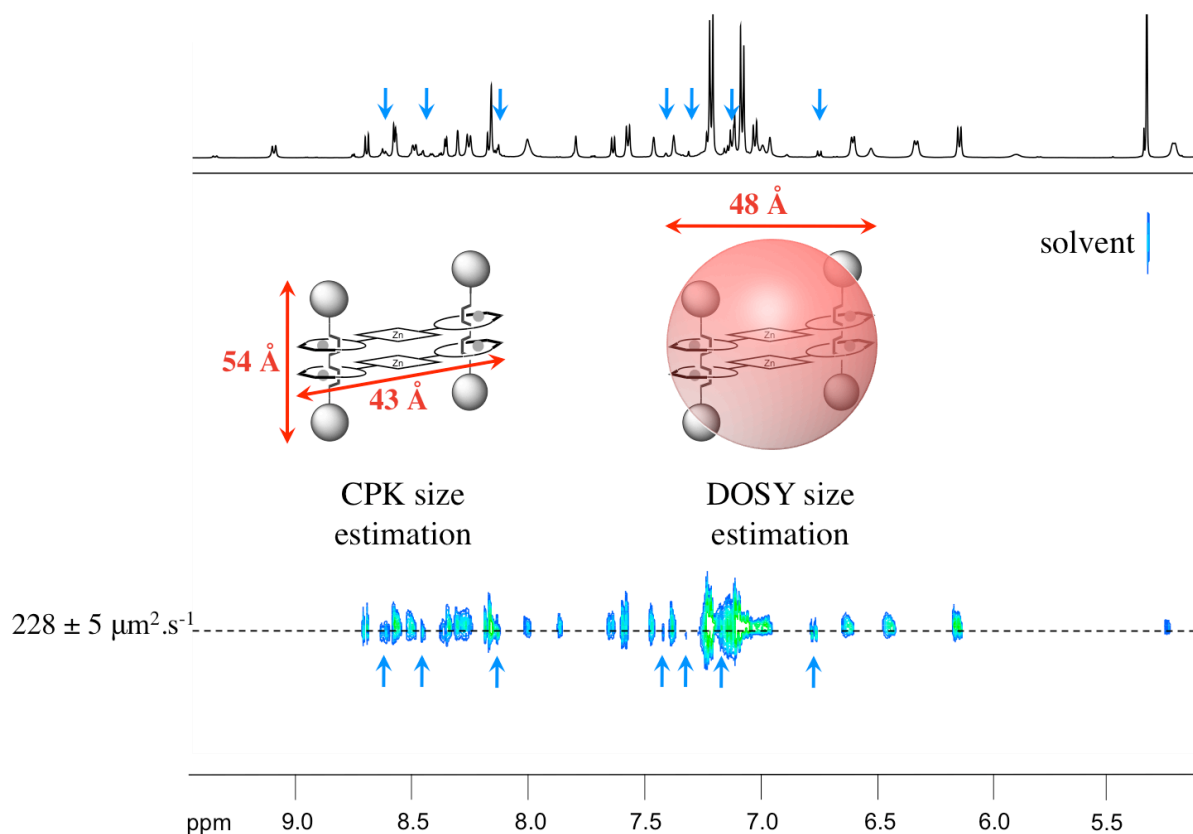 48 Å
solvent
Zn
Zn
Zn
Zn
54 Å
43 Å
CPK size
estimation
DOSY size
estimation
228 ± 5 µm².s⁻¹
ppm 9.0 8.5 8.0 7.5 7.0 6.5 6.0 5.5